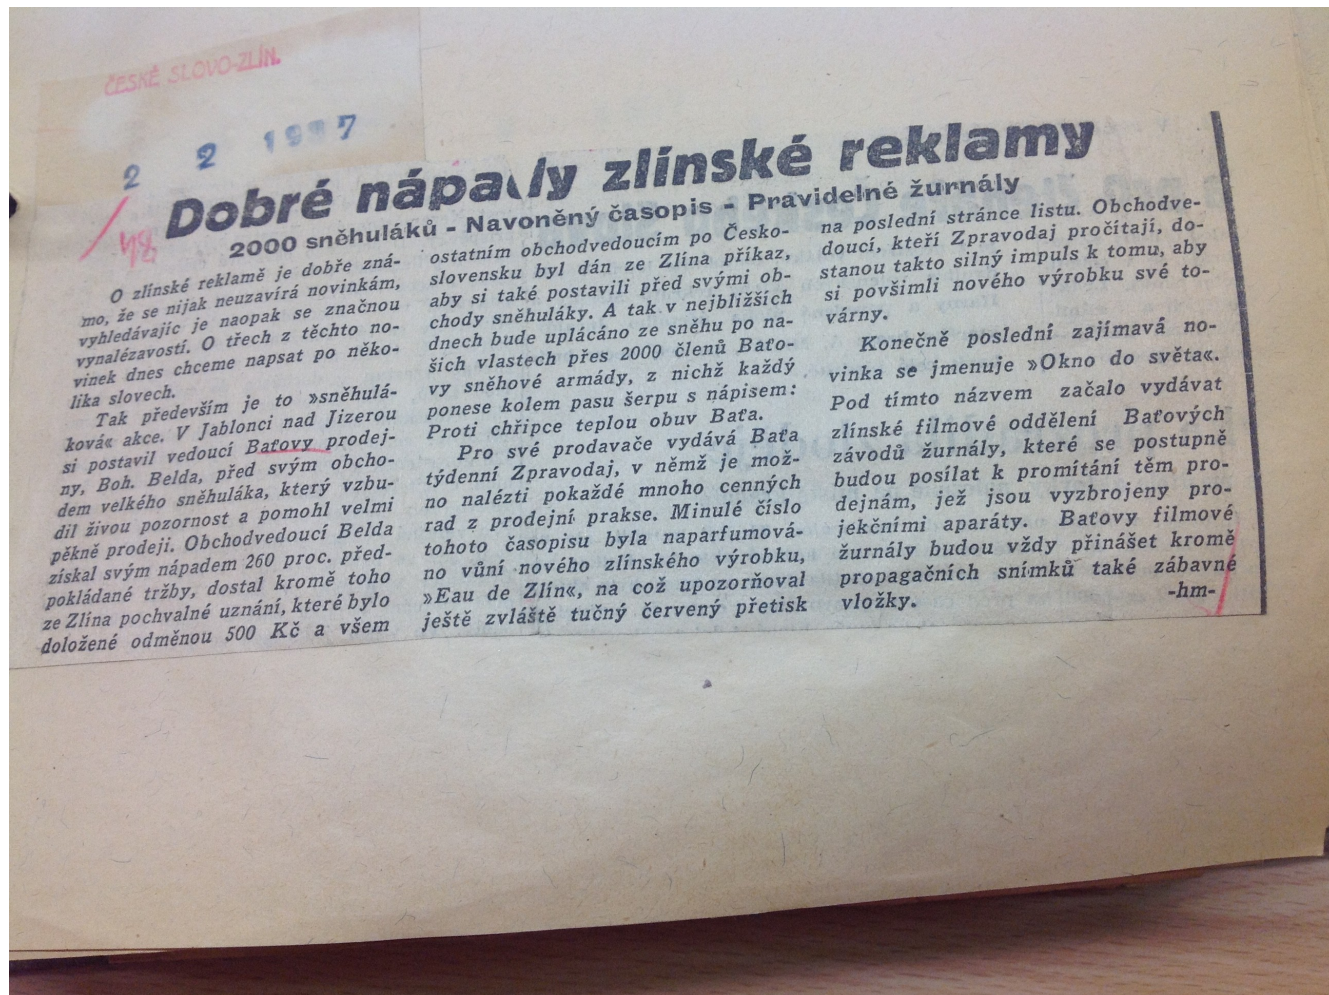 ČESKÉ SLOVO-ZLÍN.
2 2 1937
Dobré nápady zlínské reklamy
2000 sněhuláků - Navoněný časopis - Pravidelné žurnály
O zlínské reklamě je dobře zná-
mo, že se nijak neuzavírá novinkám,
vyhledávajíc je naopak se značnou
vynalézavostí. O třech z těchto no-
vinek dnes chceme napsat po něko-
lika slovech.
Tak především je to »sněhulá-
ková« akce. V Jablonci nad Jizerou
si postavil vedoucí Baťovy prodej-
ny, Boh. Belda, před svým obcho-
dem velkého sněhuláka, který vzbu-
dil živou pozornost a pomohl velmi
pěkně prodeji. Obchodvedoucí Belda
získal svým nápadem 260 proc. před-
pokládané tržby, dostal kromě toho
ze Zlína pochvalné uznání, které bylo
doložené odměnou 500 Kč a všem
ostatním obchodvedoucím po Česko-
slovensku byl dán ze Zlína příkaz,
aby si také postavili před svými ob-
chody sněhuláky. A tak v nejbližších
dnech bude uplácáno ze sněhu po na-
šich vlastech přes 2000 členů Baťo-
vy sněhové armády, z nichž každý
ponese kolem pasu šerpu s nápisem:
Proti chřipce teplou obuv Baťa.
Pro své prodavače vydává Baťa
týdenní Zpravodaj, v němž je mož-
no nalézti pokaždé mnoho cenných
rad z prodejní prakse. Minulé číslo
tohoto časopisu byla naparfumová-
no vůní nového zlínského výrobku,
»Eau de Zlín«, na což upozorňoval
ještě zvláště tučný červený přetisk
na poslední stránce listu. Obchodve-
doucí, kteří Zpravodaj pročítají, do-
stanou takto silný impuls k tomu, aby
si povšimli nového výrobku své to-
várny.
Konečně poslední zajímavá no-
vinka se jmenuje »Okno do světa«.
Pod tímto názvem začalo vydávat
zlínské filmové oddělení Baťových
závodů žurnály, které se postupně
budou posílat k promítání těm pro-
dejnám, jež jsou vyzbrojeny pro-
jekčními aparáty. Baťovy filmové
žurnály budou vždy přinášet kromě
propagačních snímků také zábavné
vložky. -hm-